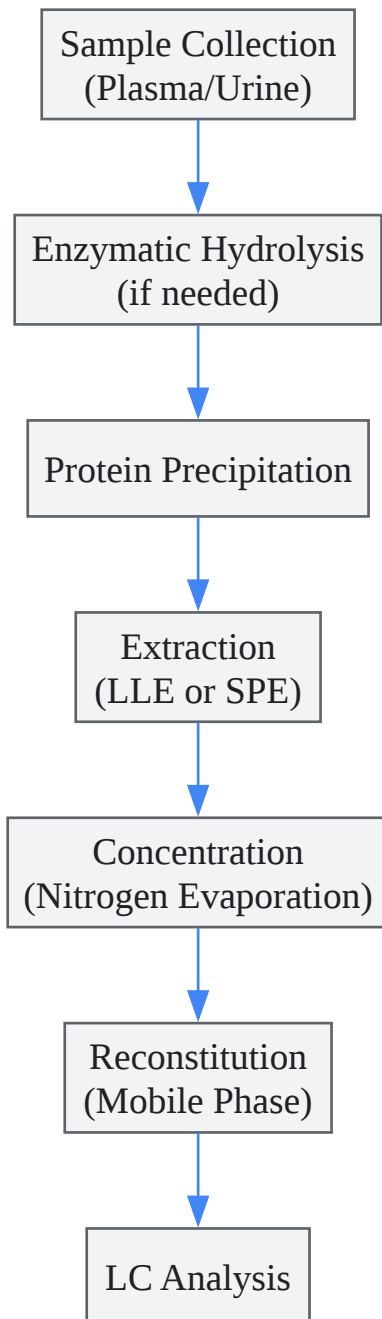 Sample Collection
(Plasma/Urine)
Enzymatic Hydrolysis
(if needed)
Protein Precipitation
Extraction
(LLE or SPE)
Concentration
(Nitrogen Evaporation)
Reconstitution
(Mobile Phase)
LC Analysis